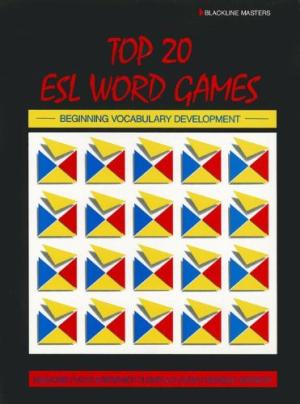 BLACKLINE MASTERS
TOP 20
ESL WORD GAMES
BEGINNING VOCABULARY DEVELOPMENT